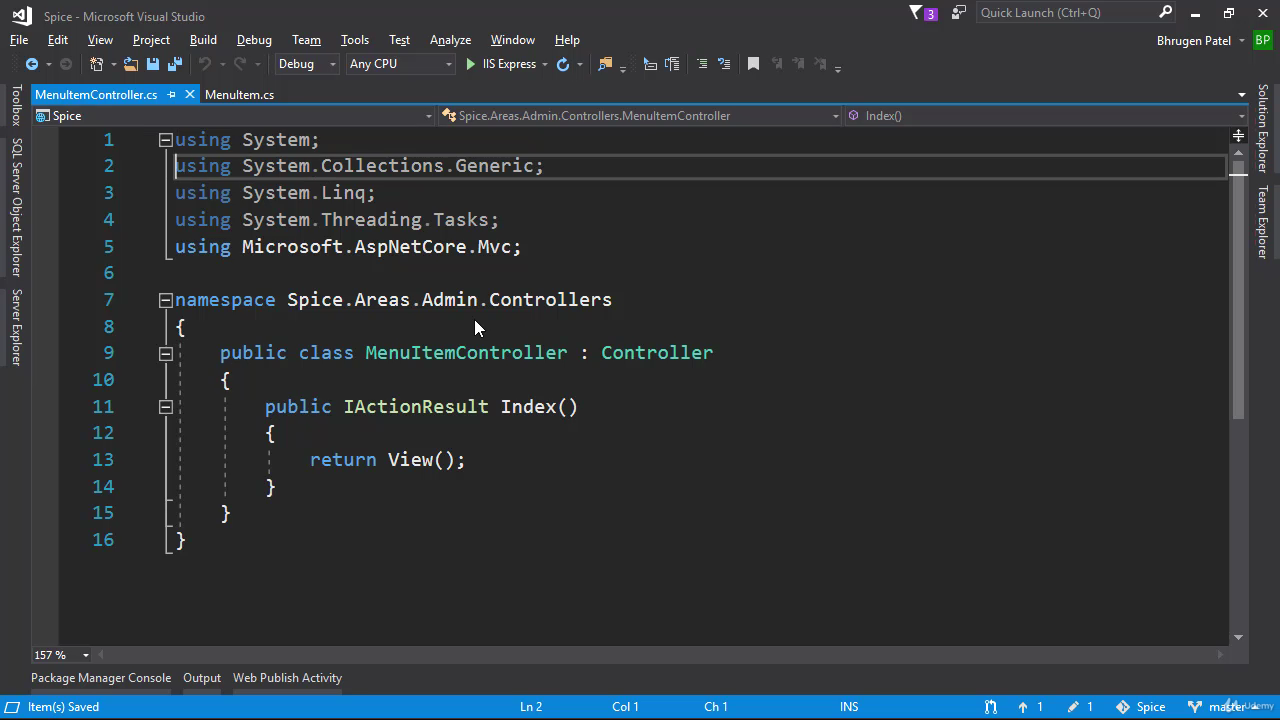 Spice - Microsoft Visual Studio
3
Quick Launch (Ctrl+Q)
File Edit View Project Build Debug Team Tools Test Analyze Window Help
Bhrugen Patel
BP
Debug Any CPU IIS Express
MenuItemController.cs MenuItem.cs
Spice Spice.Areas.Admin.Controllers.MenuItemController Index()
Toolbox
SQL Server Object Explorer
Server Explorer
Solution Explorer
Team Explorer
1 using System;
2 using System.Collections.Generic;
3 using System.Linq;
4 using System.Threading.Tasks;
5 using Microsoft.AspNetCore.Mvc;
6
7 namespace Spice.Areas.Admin.Controllers
8 {
9 public class MenuItemController : Controller
10 {
11 public IActionResult Index()
12 {
13 return View();
14 }
15 }
16 }
157 %
Package Manager Console Output Web Publish Activity
Item(s) Saved Ln 2 Col 1 Ch 1 INS 1 1 Spice master
Udemy